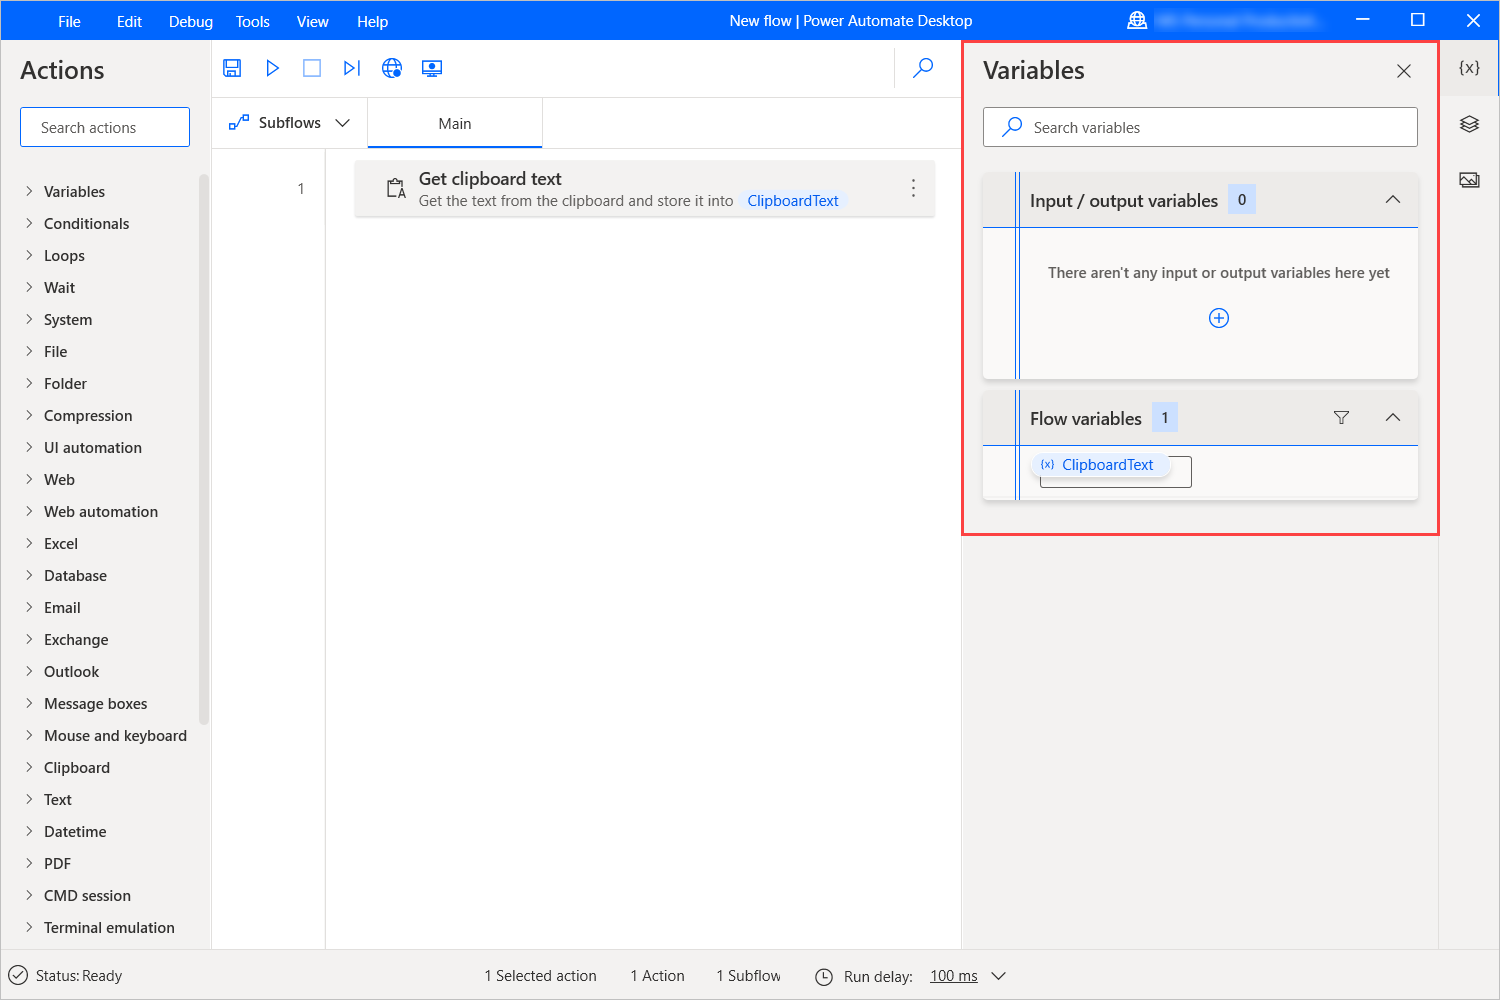 File Edit Debug Tools View Help New flow | Power Automate Desktop
Actions
Search actions
Variables
Conditionals
Loops
Wait
System
File
Folder
Compression
UI automation
Web
Web automation
Excel
Database
Email
Exchange
Outlook
Message boxes
Mouse and keyboard
Clipboard
Text
Datetime
PDF
CMD session
Terminal emulation
Subflows Main
1 Get clipboard text
Get the text from the clipboard and store it into ClipboardText
Variables
Search variables
Input / output variables 0
There aren't any input or output variables here yet
Flow variables 1
{x} ClipboardText
{x}
Status: Ready 1 Selected action 1 Action 1 Subflow Run delay: 100 ms